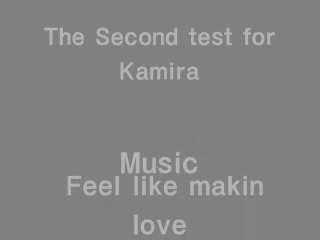 The Second test for
Kamira
Music
Feel like makin
love